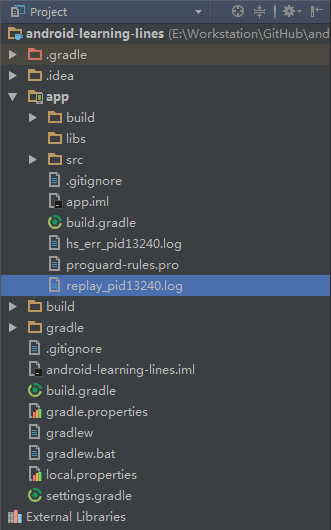 Project
android-learning-lines (E:\Workstation\GitHub\and
.gradle
.idea
app
build
libs
src
.gitignore
app.iml
build.gradle
hs_err_pid13240.log
proguard-rules.pro
replay_pid13240.log
build
gradle
.gitignore
android-learning-lines.iml
build.gradle
gradle.properties
gradlew
gradlew.bat
local.properties
settings.gradle
External Libraries